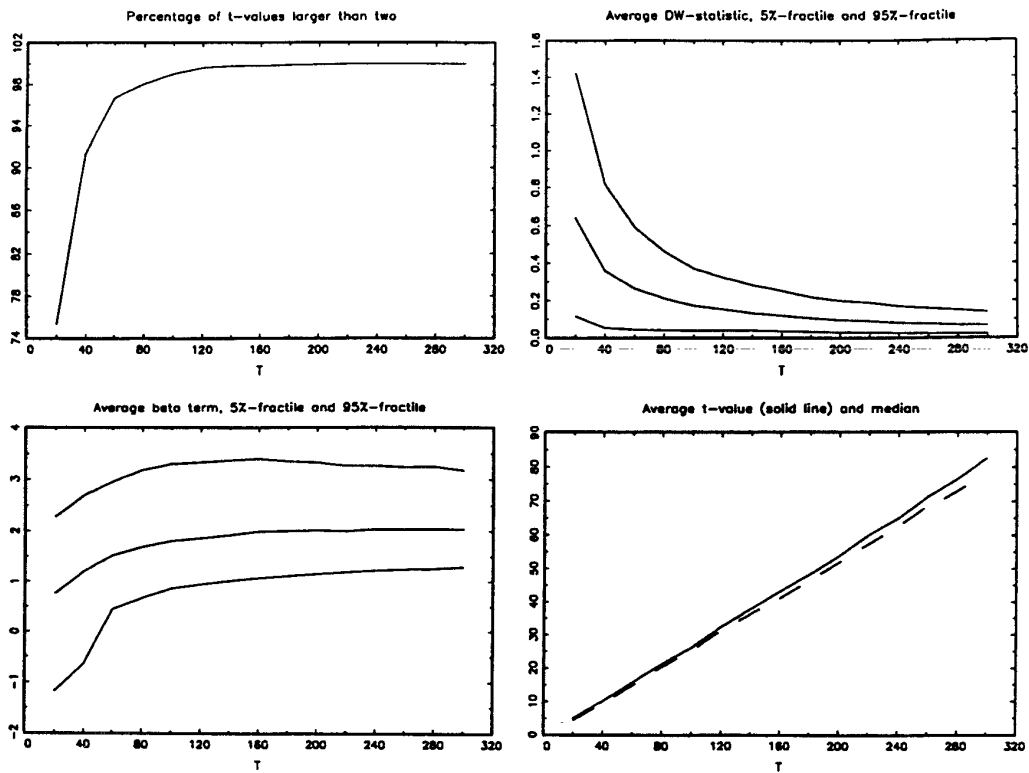 Percentage of t-values larger than two
102
98
94
90
86
82
78
74
0 40 80 120 160 200 240 280 320
T
Average DW-statistic, 5%-fractile and 95%-fractile
1.6
1.4
1.2
1.0
0.8
0.6
0.4
0.2
0.0
0 40 80 120 160 200 240 280 320
T
Average beta term, 5%-fractile and 95%-fractile
4
3
2
1
0
-1
-2
0 40 80 120 160 200 240 280 320
T
Average t-value (solid line) and median
90
80
70
60
50
40
30
20
10
0
0 40 80 120 160 200 240 280 320
T